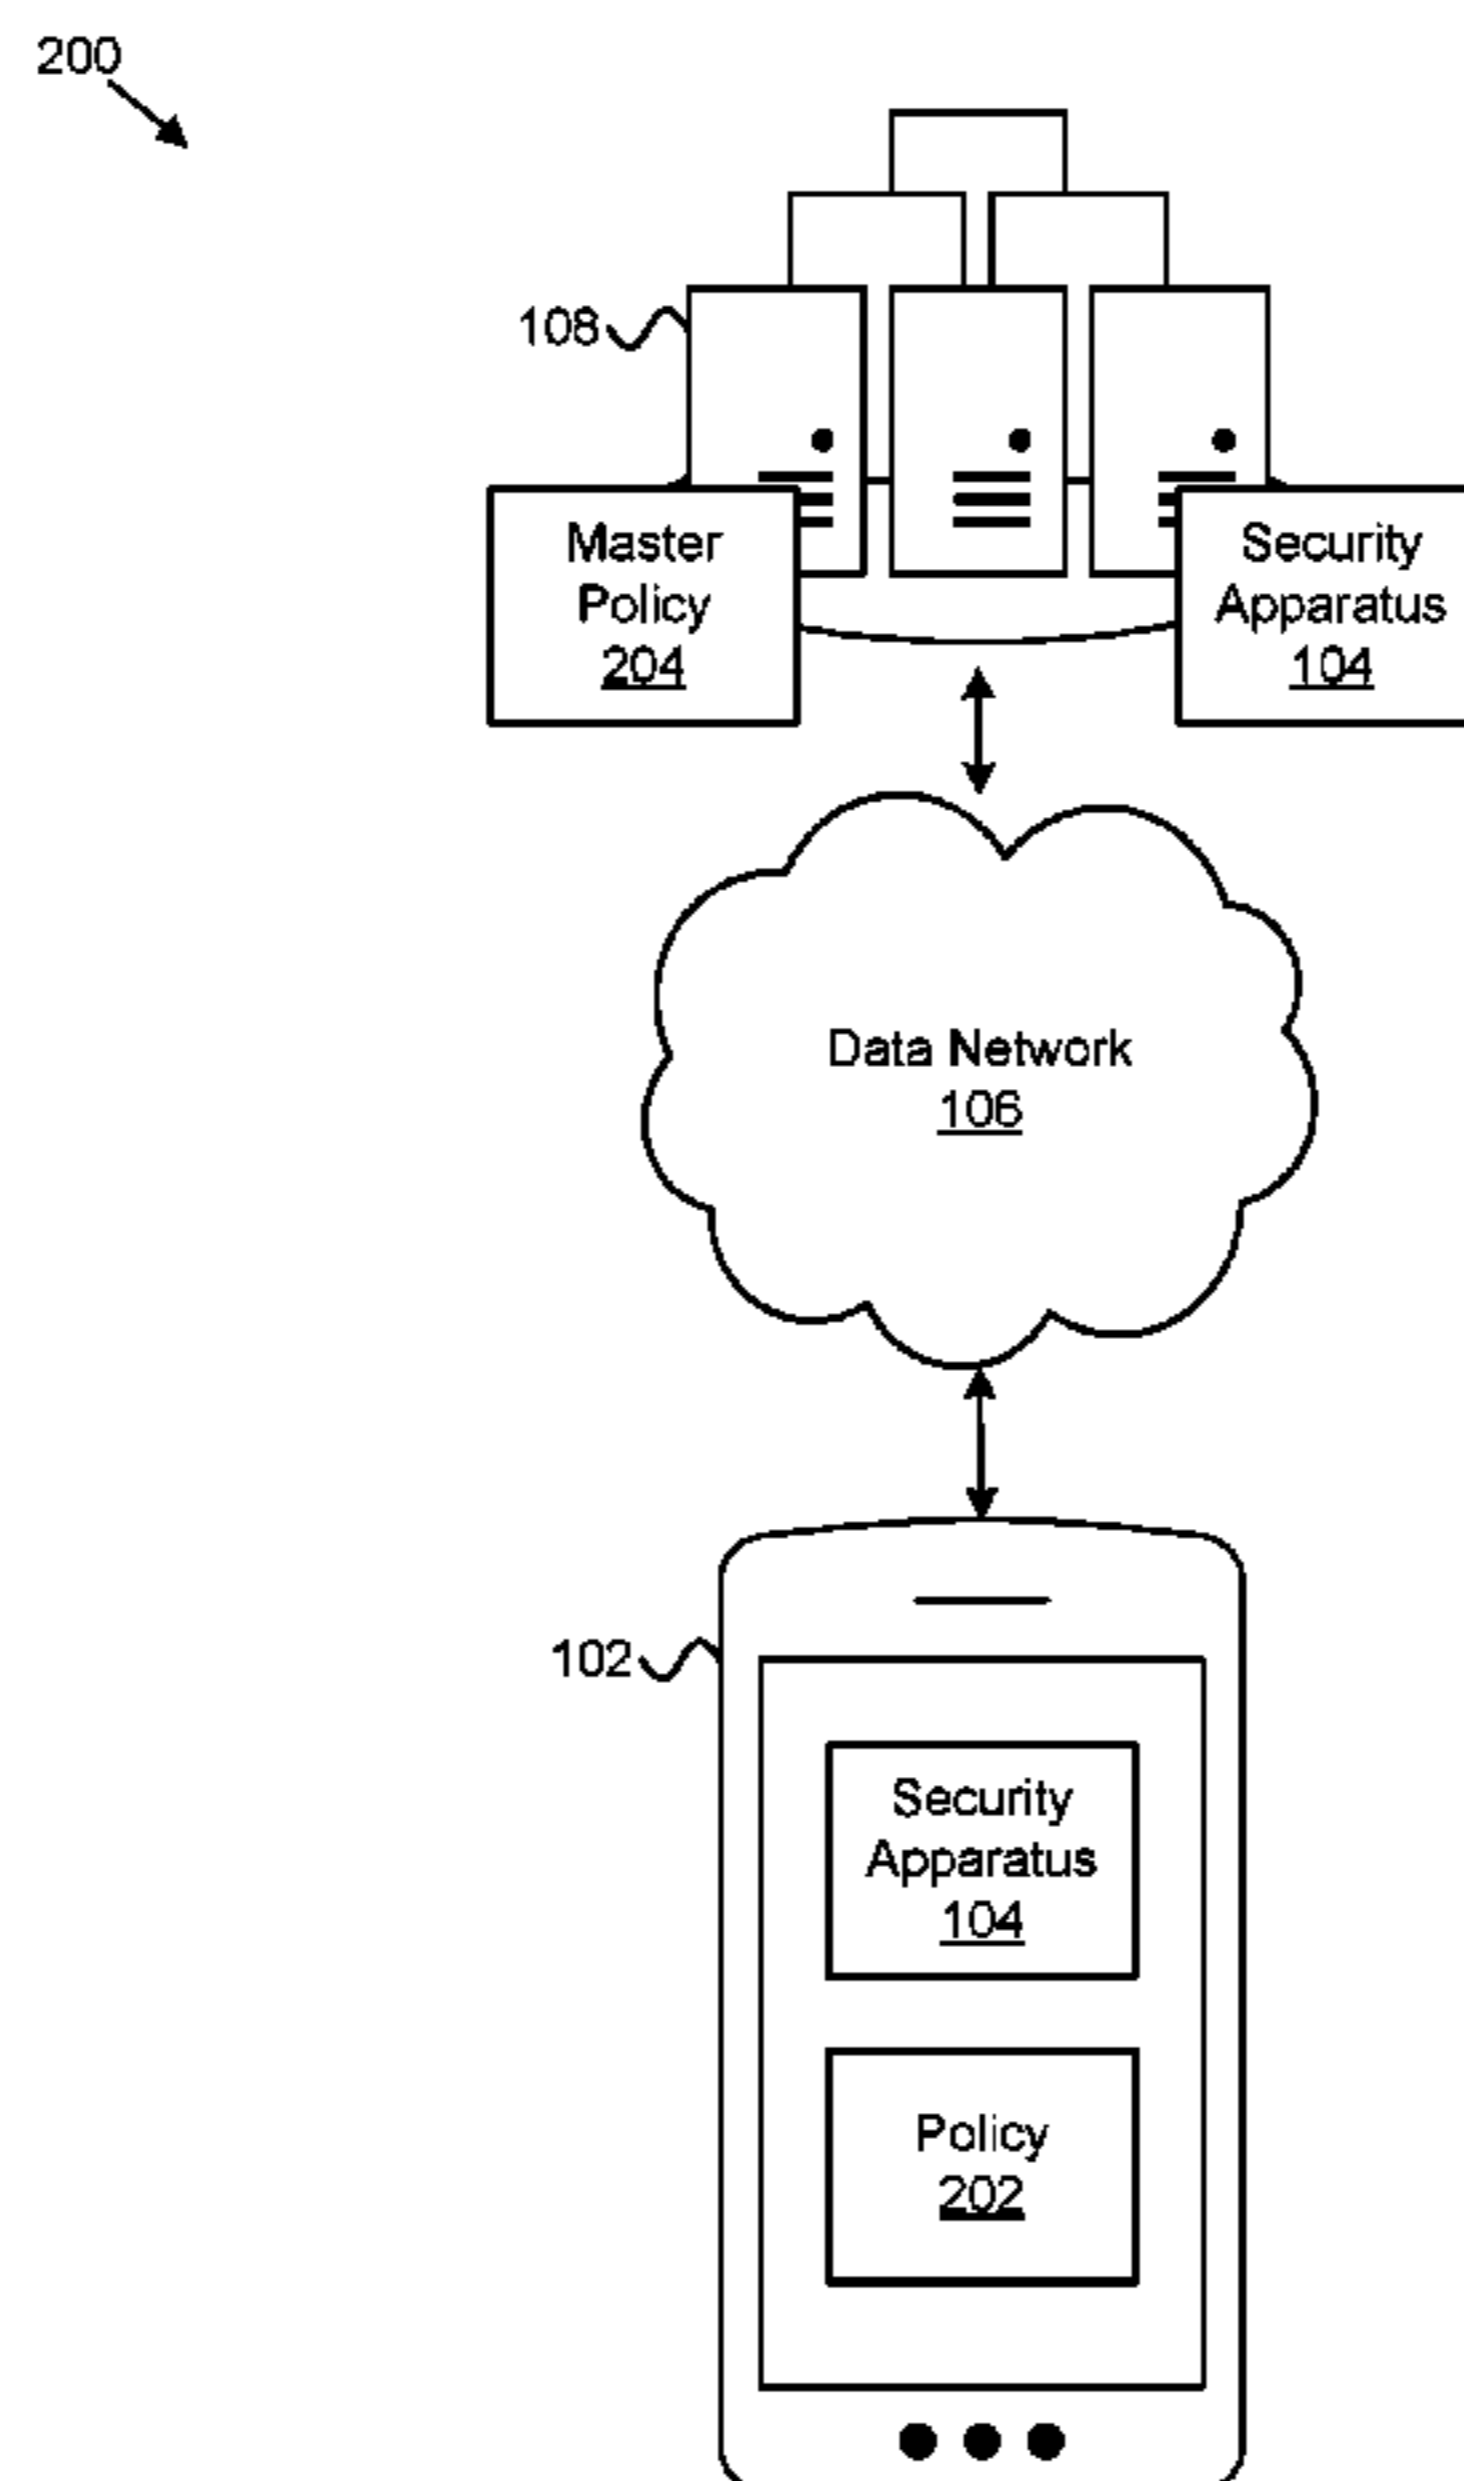 200
108
Master
Policy
204
Security
Apparatus
104
Data Network
106
102
Security
Apparatus
104
Policy
202